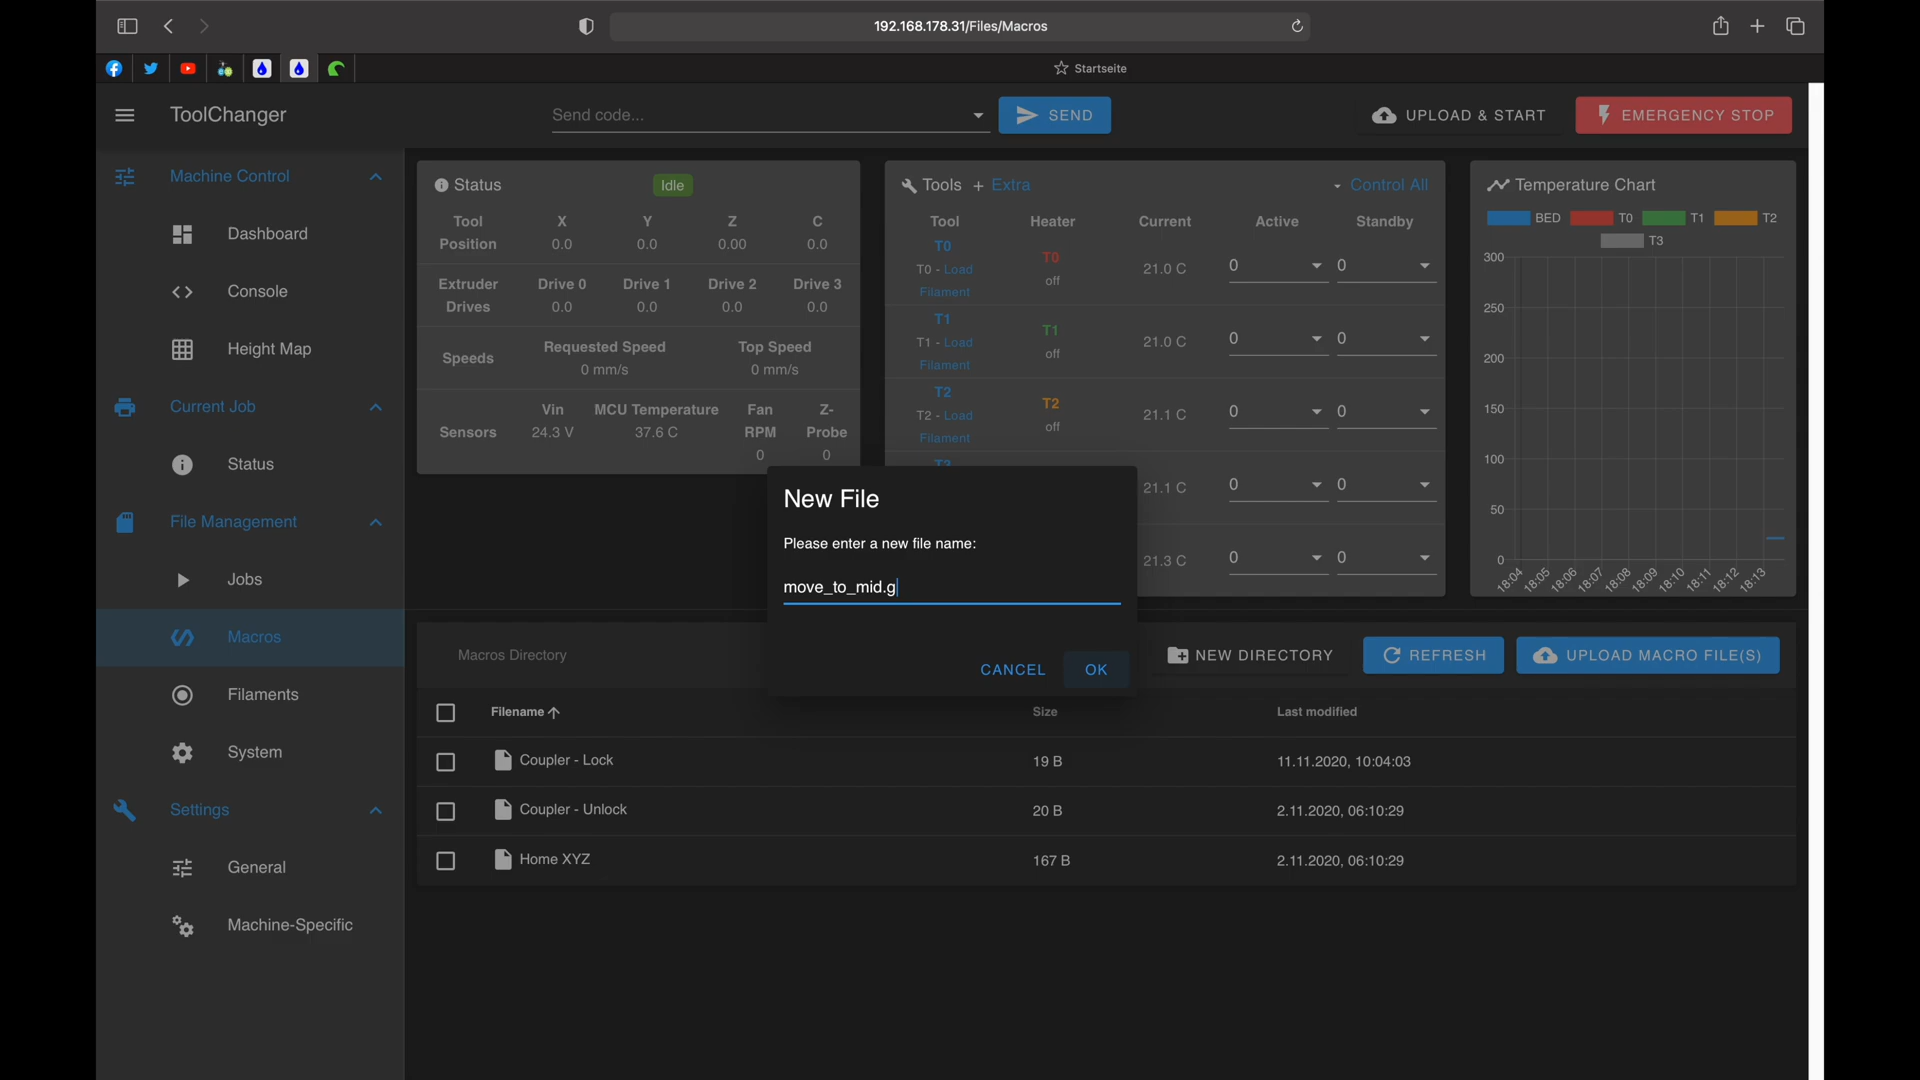 192.168.178.31/Files/Macros
Startseite
ToolChanger
Send code...
SEND
UPLOAD & START
EMERGENCY STOP
Machine Control
Dashboard
Console
Height Map
Current Job
Status
File Management
Jobs
Macros
Filaments
System
Settings
General
Machine-Specific
Status
Idle
Tool Position
X Y Z C
0.0 0.0 0.00 0.0
Extruder Drives
Drive 0 Drive 1 Drive 2 Drive 3
0.0 0.0 0.0 0.0
Speeds
Requested Speed Top Speed
0 mm/s 0 mm/s
Sensors
Vin MCU Temperature Fan RPM Z-Probe
24.3 V 37.6 C 0 0
Tools + Extra
Control All
Tool Heater Current Active Standby
T0
T0 - Load Filament
T0
off
21.0 C 0 0
T1
T1 - Load Filament
T1
off
21.0 C 0 0
T2
T2 - Load Filament
T2
off
21.1 C 0 0
T3
21.1 C 0 0
21.3 C 0 0
Temperature Chart
BED T0 T1 T2
T3
300
250
200
150
100
50
0
18:04 18:05 18:06 18:07 18:08 18:09 18:10 18:11 18:12 18:13
New File
Please enter a new file name:
move_to_mid.g
CANCEL OK
Macros Directory
NEW DIRECTORY
REFRESH
UPLOAD MACRO FILE(S)
Filename Size Last modified
Coupler - Lock 19 B 11.11.2020, 10:04:03
Coupler - Unlock 20 B 2.11.2020, 06:10:29
Home XYZ 167 B 2.11.2020, 06:10:29